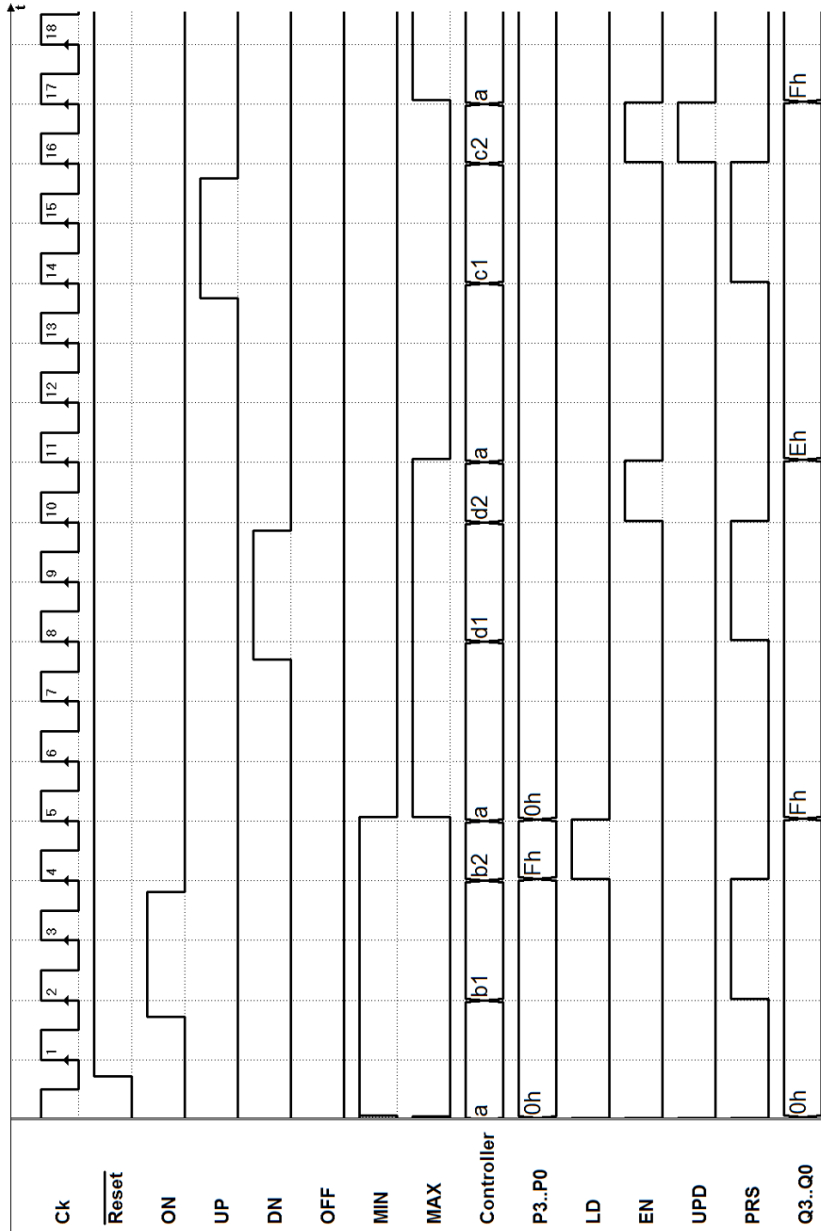 t
Ck 1 2 3 4 5 6 7 8 9 10 11 12 13 14 15 16 17 18
Reset
ON
UP
DN
OFF
MIN
MAX
Controller a b1 b2 a d1 d2 a c1 c2 a
P3..P0 0h Fh 0h
LD
EN
UPD
PRS
Q3..Q0 0h Fh Eh Fh